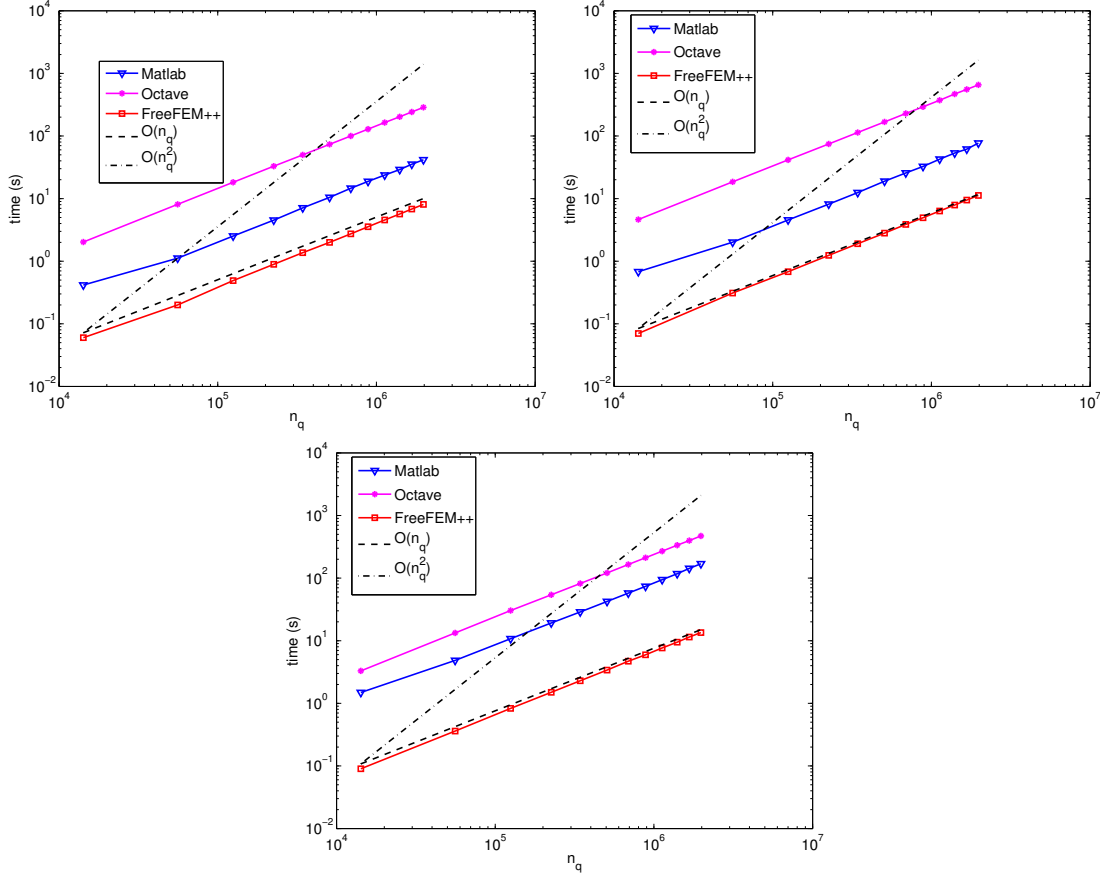 10^4
10^3
10^2
10^1
10^0
10^-1
10^-2
time (s)
10^4
10^5
10^6
10^7
n_q
Matlab
Octave
FreeFEM++
O(n_q)
O(n_q^2)
10^4
10^3
10^2
10^1
10^0
10^-1
10^-2
time (s)
10^4
10^5
10^6
10^7
n_q
Matlab
Octave
FreeFEM++
O(n_q)
O(n_q^2)
10^4
10^3
10^2
10^1
10^0
10^-1
10^-2
time (s)
10^4
10^5
10^6
10^7
n_q
Matlab
Octave
FreeFEM++
O(n_q)
O(n_q^2)